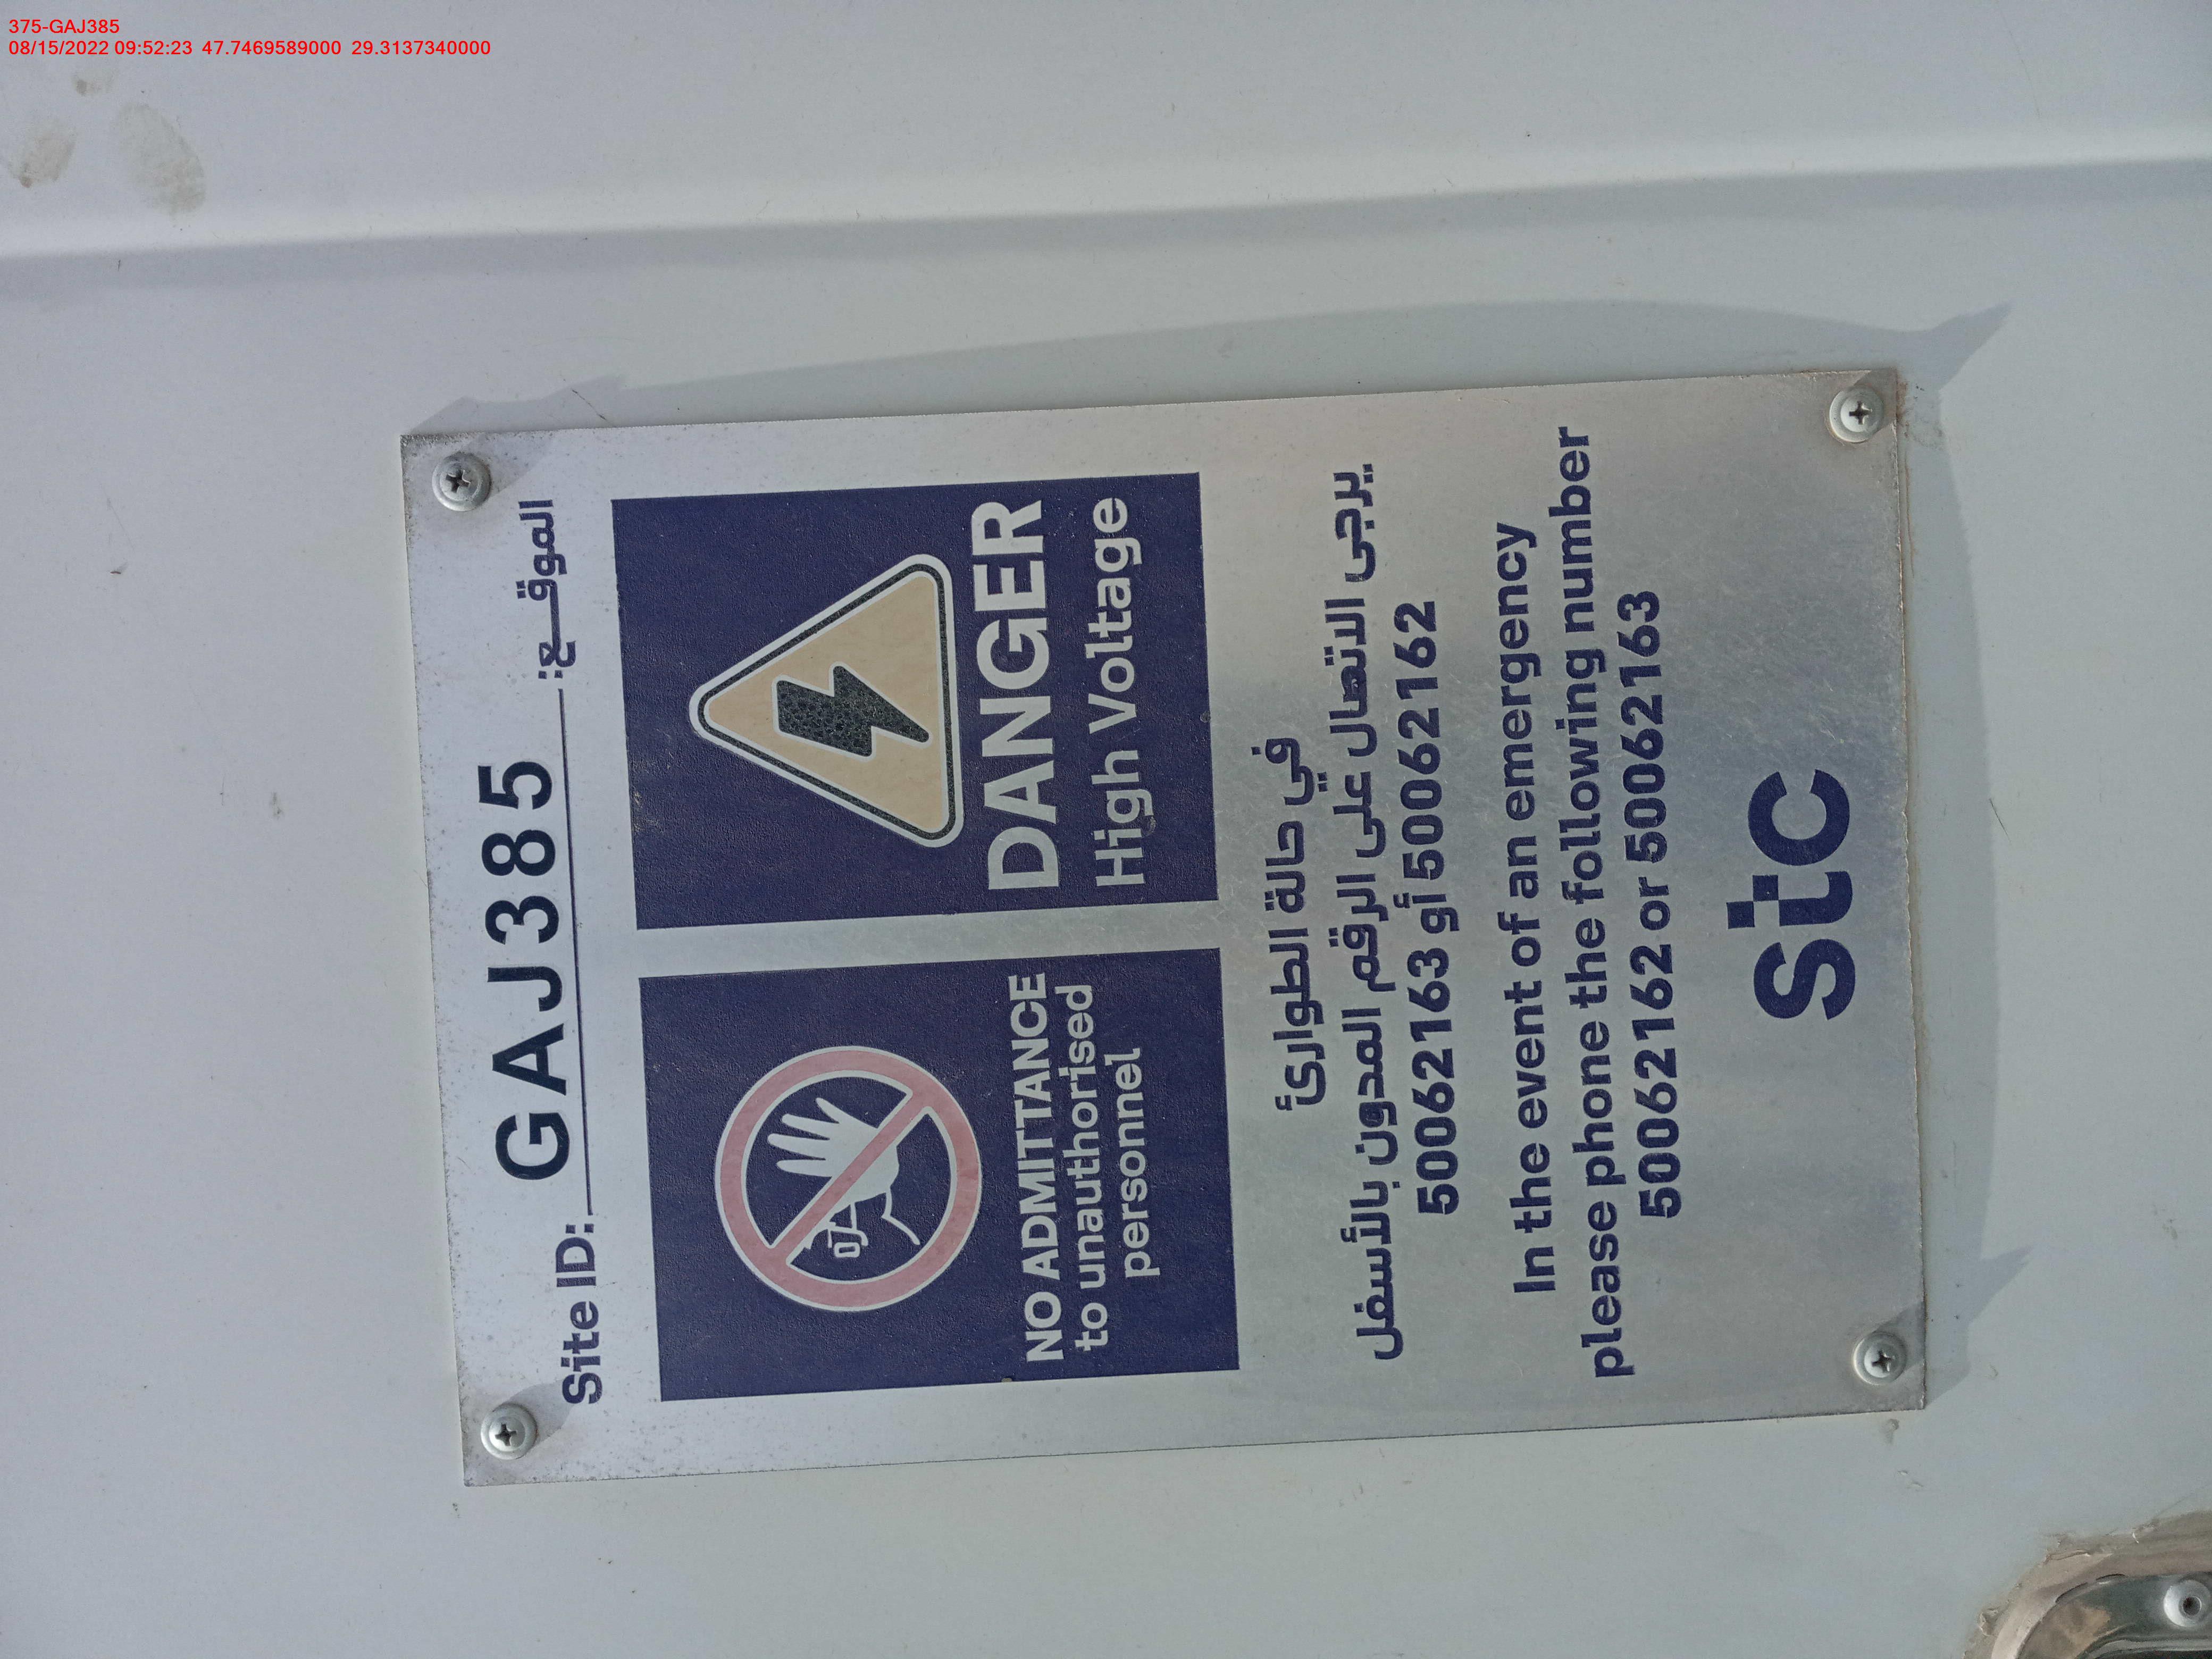 375-GAJ385
08/15/2022 09:52:23 47.7469589000 29.3137340000
Site ID: GAJ385 الموقـــع:
NO ADMITTANCE
to unauthorised
personnel
DANGER
High Voltage
في حالة الطوارئ
يرجى الاتصال على الرقم المدون بالأسفل
50062163 أو 50062162
In the event of an emergency
please phone the following number
50062162 or 50062163
stc